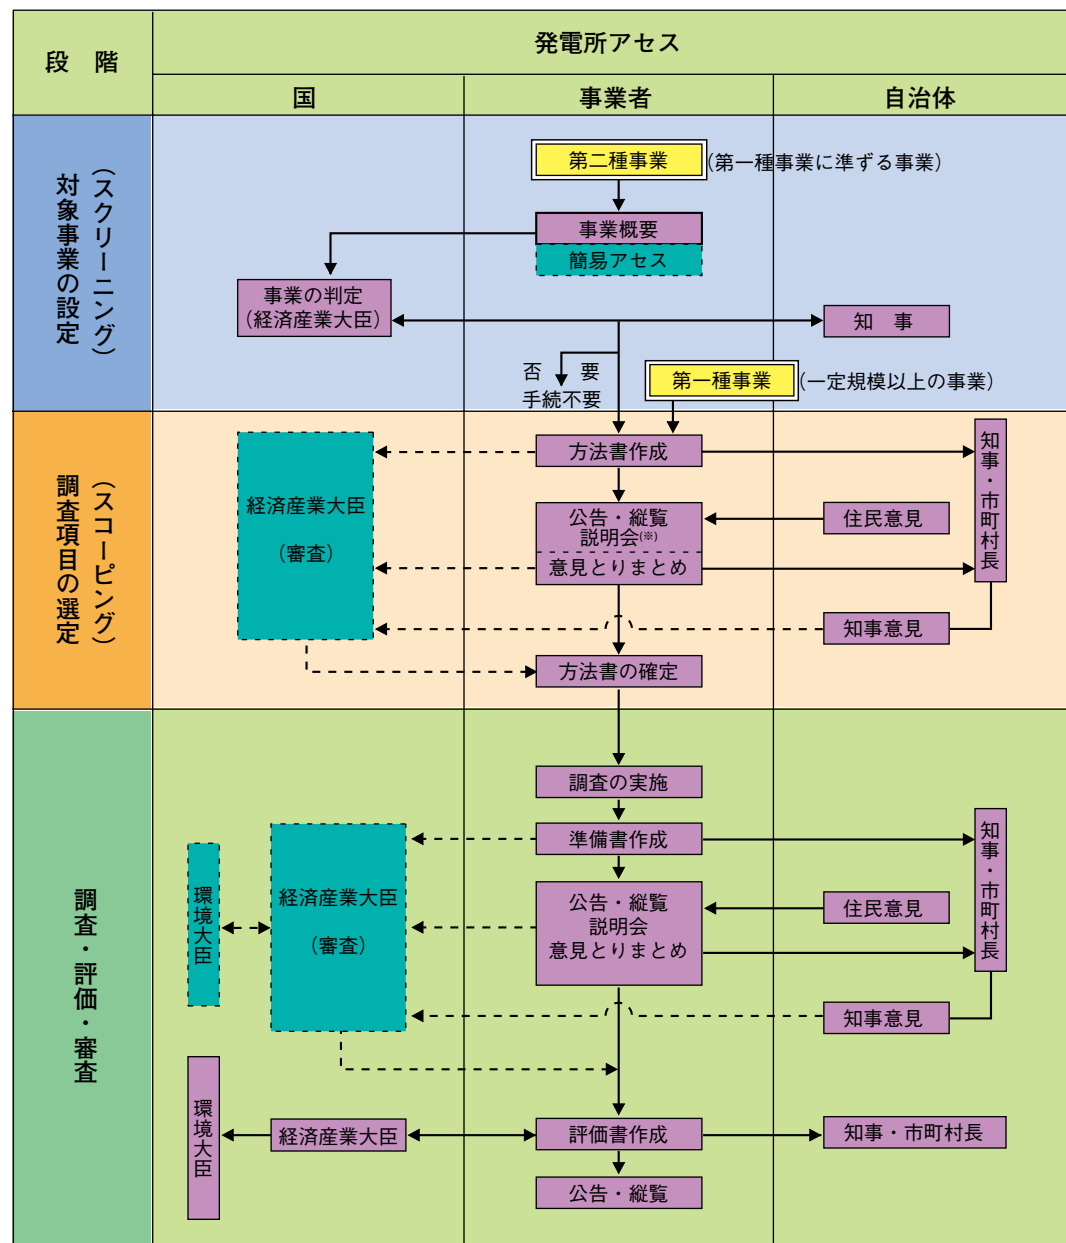 段　階
発電所アセス
国
事業者
自治体
対象事業の設定
（スクリーニング）
第二種事業
(第一種事業に準ずる事業)
事業概要
簡易アセス
事業の判定
(経済産業大臣)
知　事
否　要
手続不要
第一種事業
(一定規模以上の事業)
調査項目の選定
（スコーピング）
経済産業大臣
(審査)
方法書作成
公告・縦覧
説明会(※)
意見とりまとめ
知事・市町村長
住民意見
知事意見
方法書の確定
調査・評価・審査
調査の実施
準備書作成
環境大臣
経済産業大臣
(審査)
公告・縦覧
説明会
意見とりまとめ
知事・市町村長
住民意見
知事意見
環境大臣
経済産業大臣
評価書作成
知事・市町村長
公告・縦覧